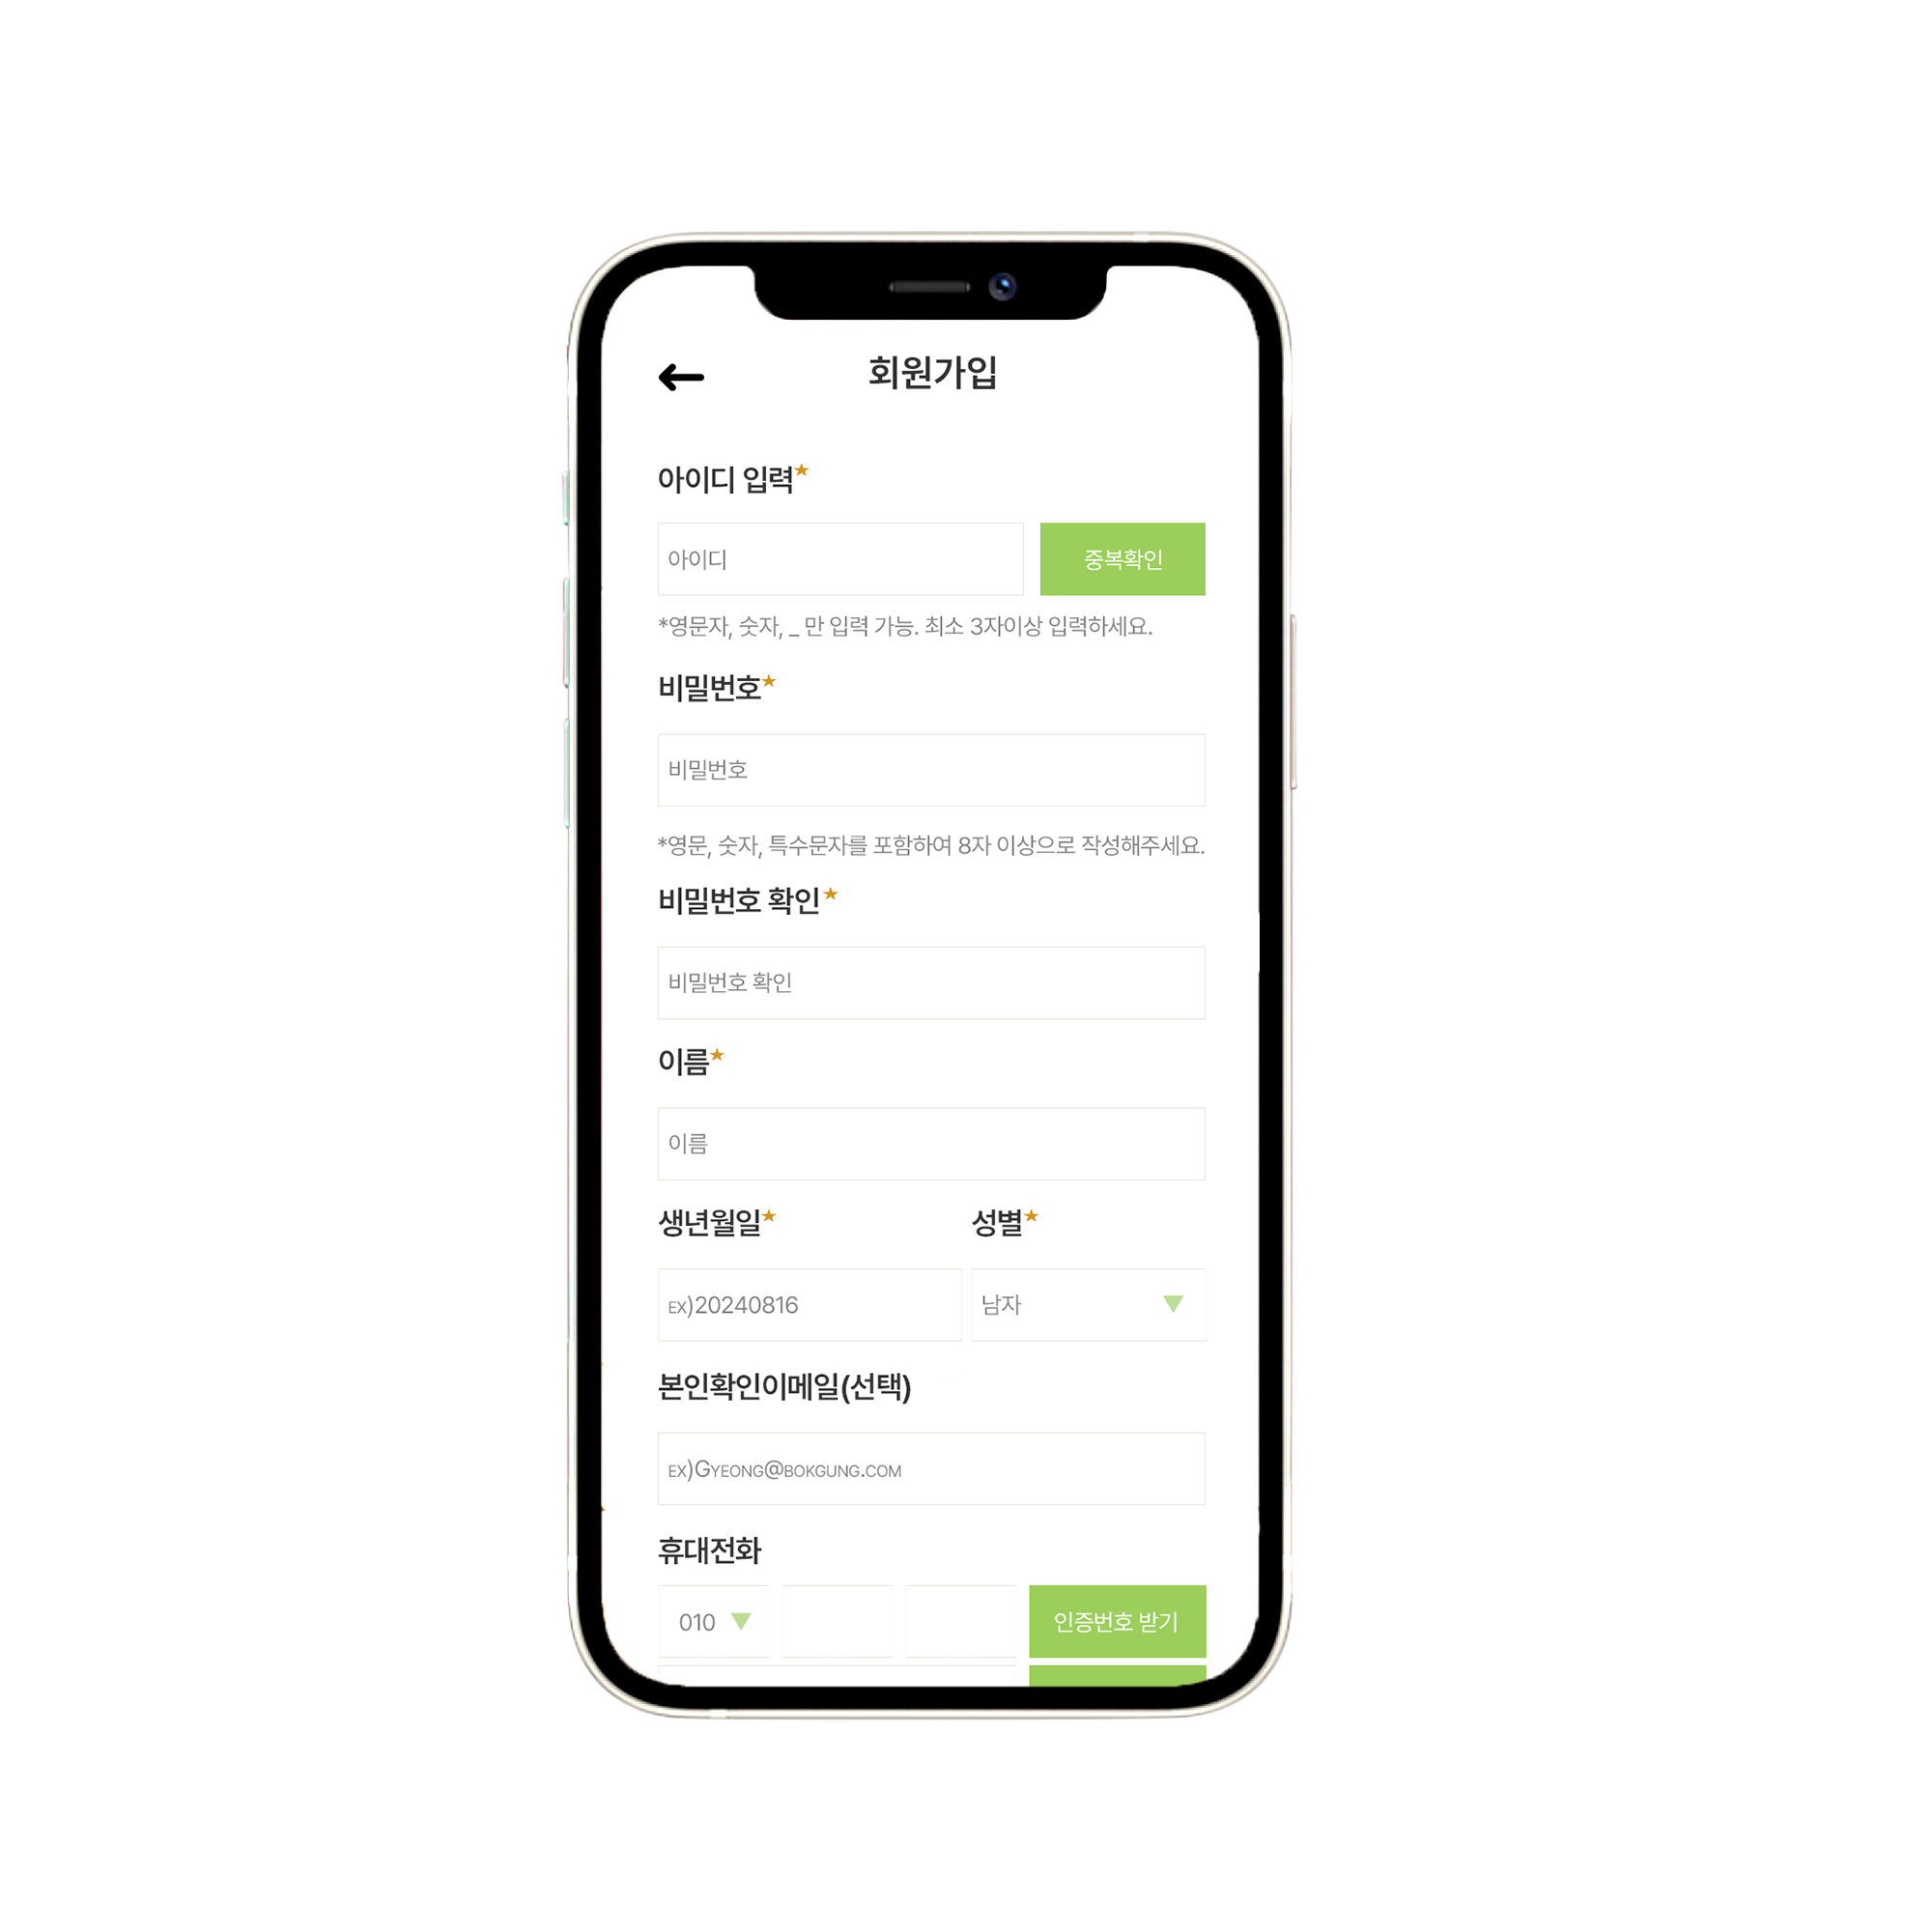 회원가입
아이디 입력★
아이디 중복확인
*영문자, 숫자, _ 만 입력 가능. 최소 3자이상 입력하세요.
비밀번호★
비밀번호
*영문, 숫자, 특수문자를 포함하여 8자 이상으로 작성해주세요.
비밀번호 확인★
비밀번호 확인
이름★
이름
생년월일★ 성별★
EX)20240816 남자 ▼
본인확인이메일(선택)
EX)GYEONG@BOKGUNG.COM
휴대전화
010 ▼ 인증번호 받기